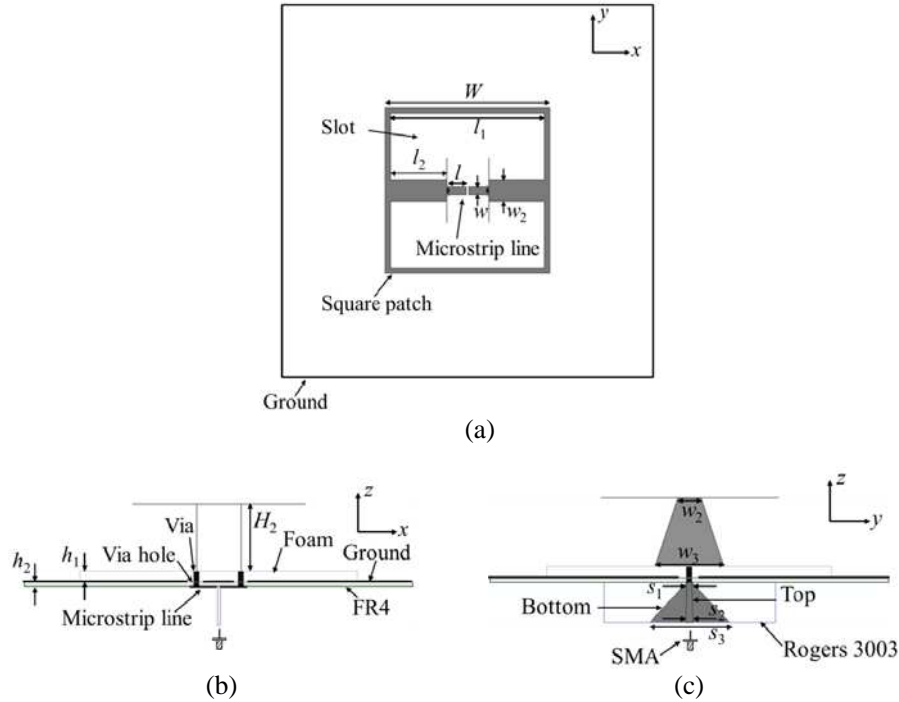 y
x
W
Slot
l₁
l₂
l
w
w₂
Microstrip line
Square patch
Ground
(a)
z
x
Via
H₂
Foam
Via hole
Ground
h₂
h₁
Microstrip line
FR4
(b)
z
y
w₂
w₃
s₁
Bottom
Top
s₂
s₃
SMA
Rogers 3003
(c)